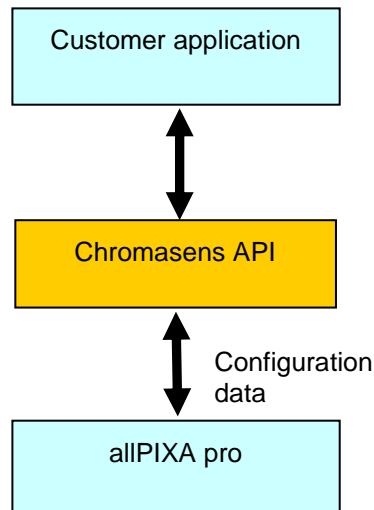 Customer application
Chromasens API
Configuration
data
allPIXA pro